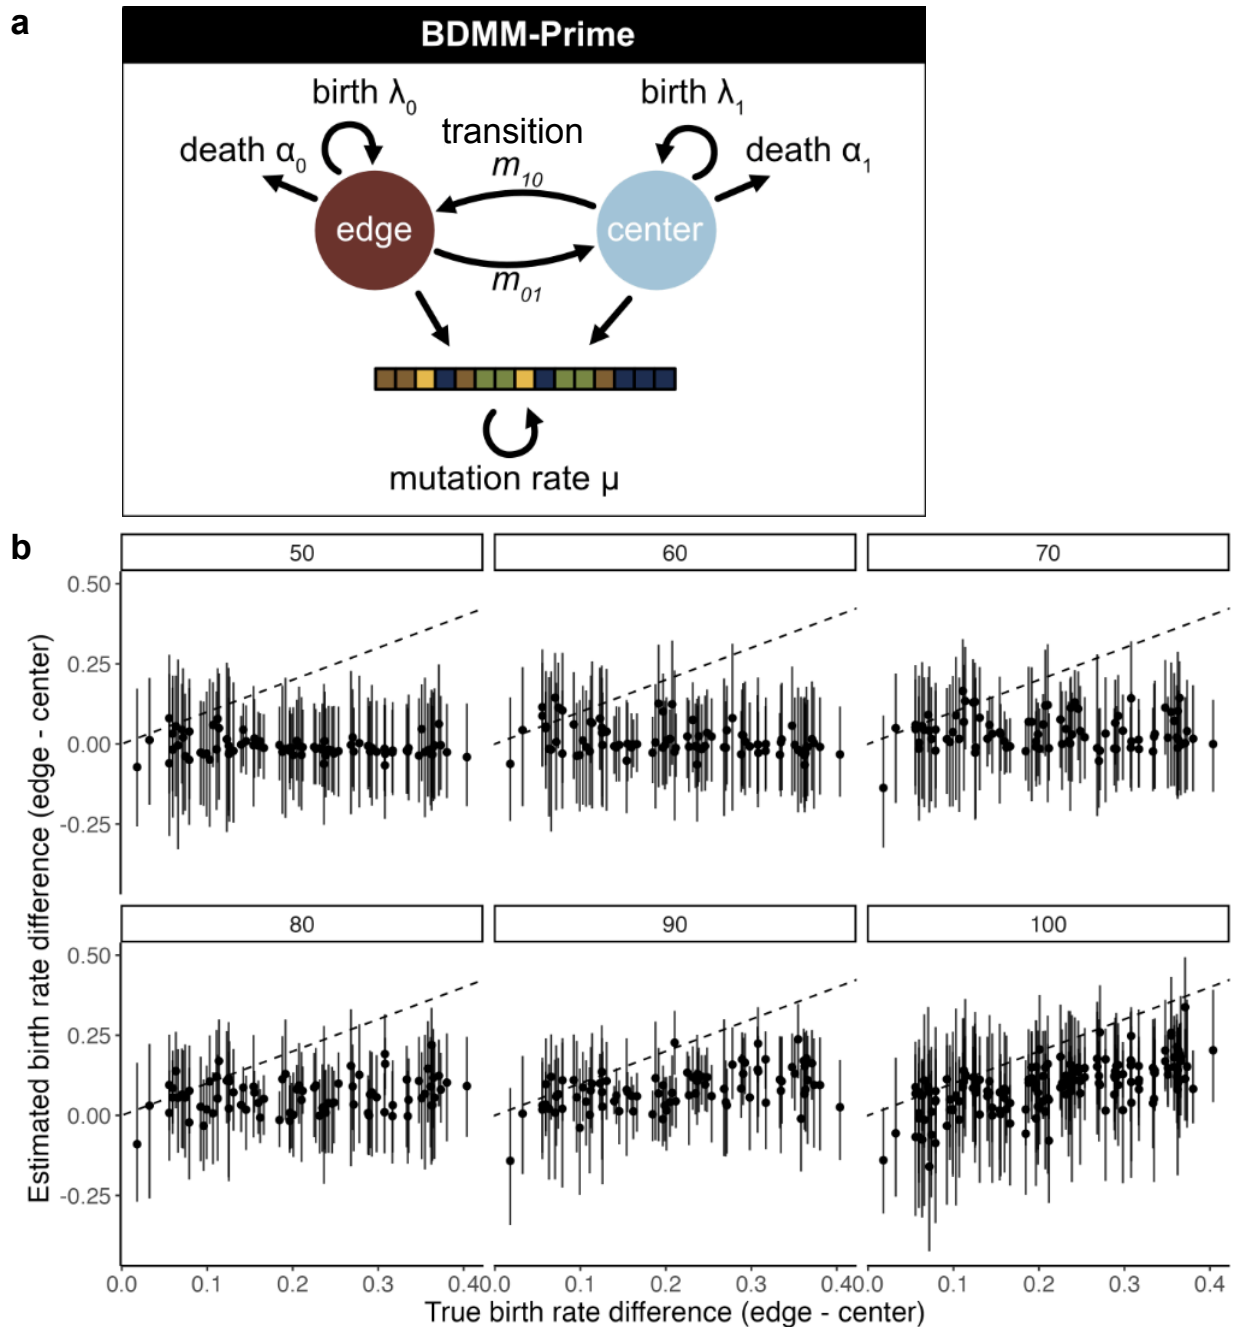 a
BDMM-Prime
birth λ0
birth λ1
transition
death α0
death α1
m10
edge
center
m01
mutation rate μ
b
50
60
70
0.50
0.25
0.00
-0.25
80
90
100
0.50
0.25
0.00
-0.25
0.0 0.1 0.2 0.3 0.40.0 0.1 0.2 0.3 0.40.0 0.1 0.2 0.3 0.4
Estimated birth rate difference (edge - center)
True birth rate difference (edge - center)